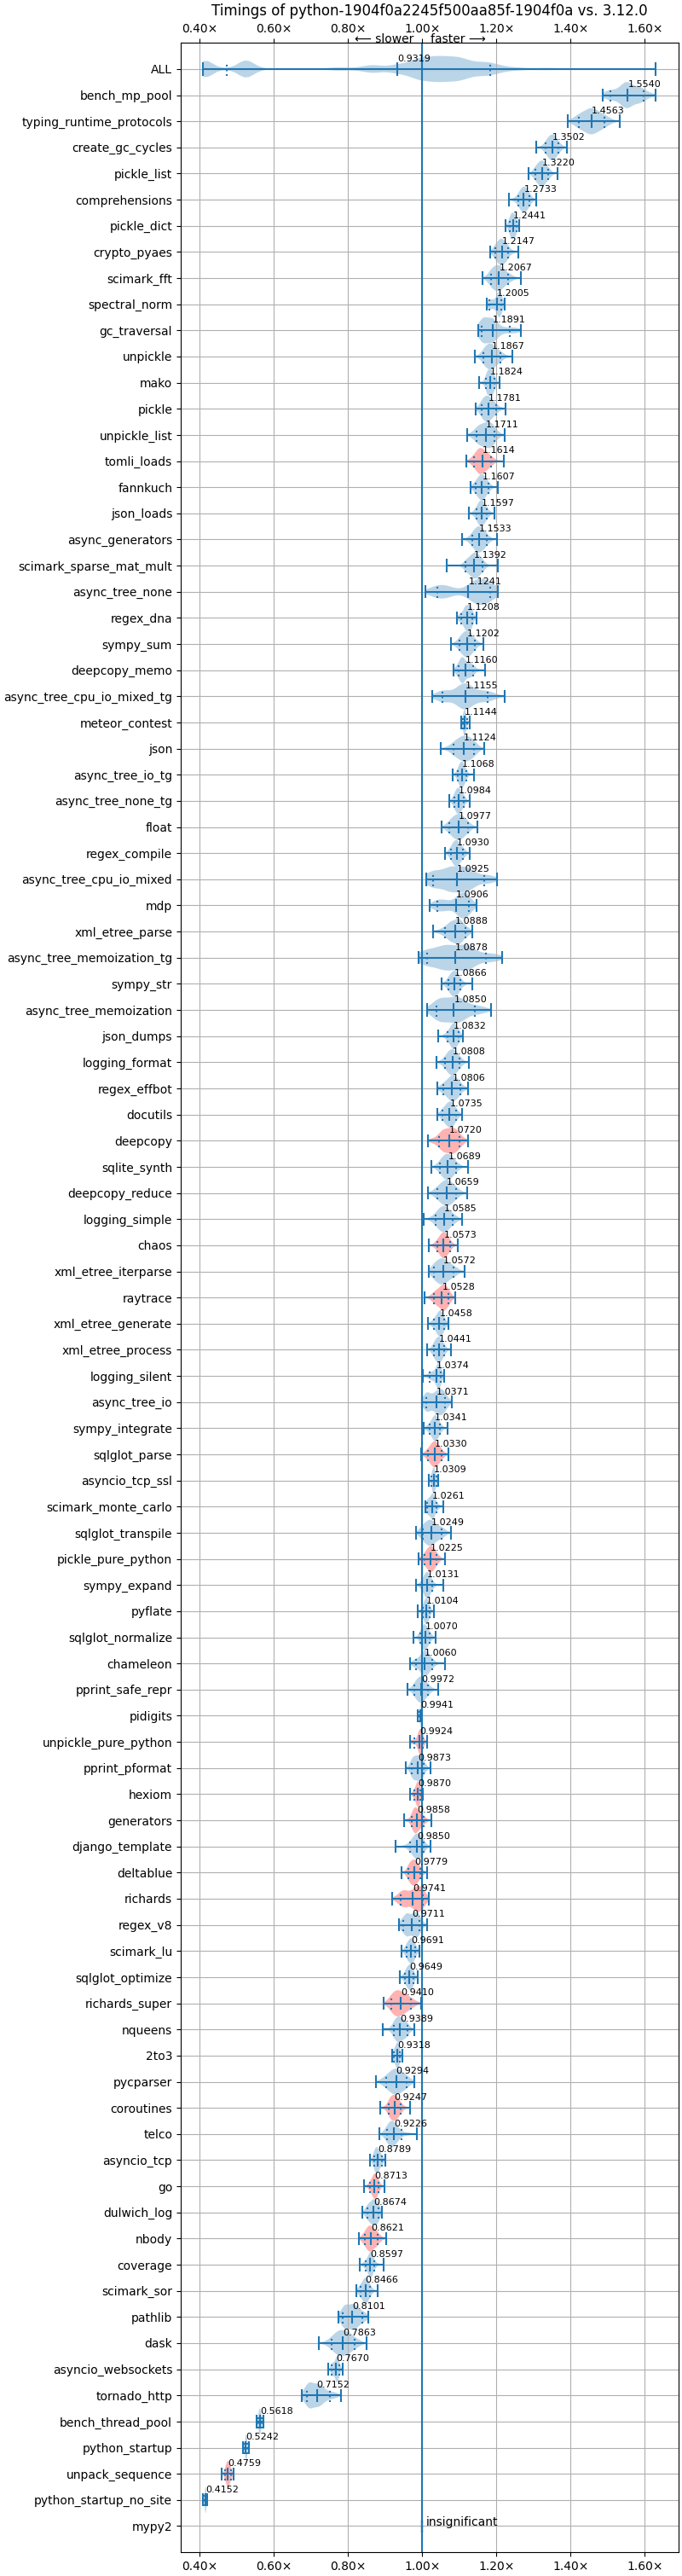 Timings of python-1904f0a2245f500aa85f-1904f0a vs. 3.12.0
0.40× 0.60× 0.80× 1.00× 1.20× 1.40× 1.60×
⟵ slower faster ⟶
ALL 0.9319
bench_mp_pool 1.5540
typing_runtime_protocols 1.4563
create_gc_cycles 1.3502
pickle_list 1.3220
comprehensions 1.2733
pickle_dict 1.2441
crypto_pyaes 1.2147
scimark_fft 1.2067
spectral_norm 1.2005
gc_traversal 1.1891
unpickle 1.1867
mako 1.1824
pickle 1.1781
unpickle_list 1.1711
tomli_loads 1.1614
fannkuch 1.1607
json_loads 1.1597
async_generators 1.1533
scimark_sparse_mat_mult 1.1392
async_tree_none 1.1241
regex_dna 1.1208
sympy_sum 1.1202
deepcopy_memo 1.1160
async_tree_cpu_io_mixed_tg 1.1155
meteor_contest 1.1144
json 1.1124
async_tree_io_tg 1.1068
async_tree_none_tg 1.0984
float 1.0977
regex_compile 1.0930
async_tree_cpu_io_mixed 1.0925
mdp 1.0906
xml_etree_parse 1.0888
async_tree_memoization_tg 1.0878
sympy_str 1.0866
async_tree_memoization 1.0850
json_dumps 1.0832
logging_format 1.0808
regex_effbot 1.0806
docutils 1.0735
deepcopy 1.0720
sqlite_synth 1.0689
deepcopy_reduce 1.0659
logging_simple 1.0585
chaos 1.0573
xml_etree_iterparse 1.0572
raytrace 1.0528
xml_etree_generate 1.0458
xml_etree_process 1.0441
logging_silent 1.0374
async_tree_io 1.0371
sympy_integrate 1.0341
sqlglot_parse 1.0330
asyncio_tcp_ssl 1.0309
scimark_monte_carlo 1.0261
sqlglot_transpile 1.0249
pickle_pure_python 1.0225
sympy_expand 1.0131
pyflate 1.0104
sqlglot_normalize 1.0070
chameleon 1.0060
pprint_safe_repr 0.9972
pidigits 0.9941
unpickle_pure_python 0.9924
pprint_pformat 0.9873
hexiom 0.9870
generators 0.9858
django_template 0.9850
deltablue 0.9779
richards 0.9741
regex_v8 0.9711
scimark_lu 0.9691
sqlglot_optimize 0.9649
richards_super 0.9410
nqueens 0.9389
2to3 0.9318
pycparser 0.9294
coroutines 0.9247
telco 0.9226
asyncio_tcp 0.8789
go 0.8713
dulwich_log 0.8674
nbody 0.8621
coverage 0.8597
scimark_sor 0.8466
pathlib 0.8101
dask 0.7863
asyncio_websockets 0.7670
tornado_http 0.7152
bench_thread_pool 0.5618
python_startup 0.5242
unpack_sequence 0.4759
python_startup_no_site 0.4152
mypy2 insignificant
0.40× 0.60× 0.80× 1.00× 1.20× 1.40× 1.60×